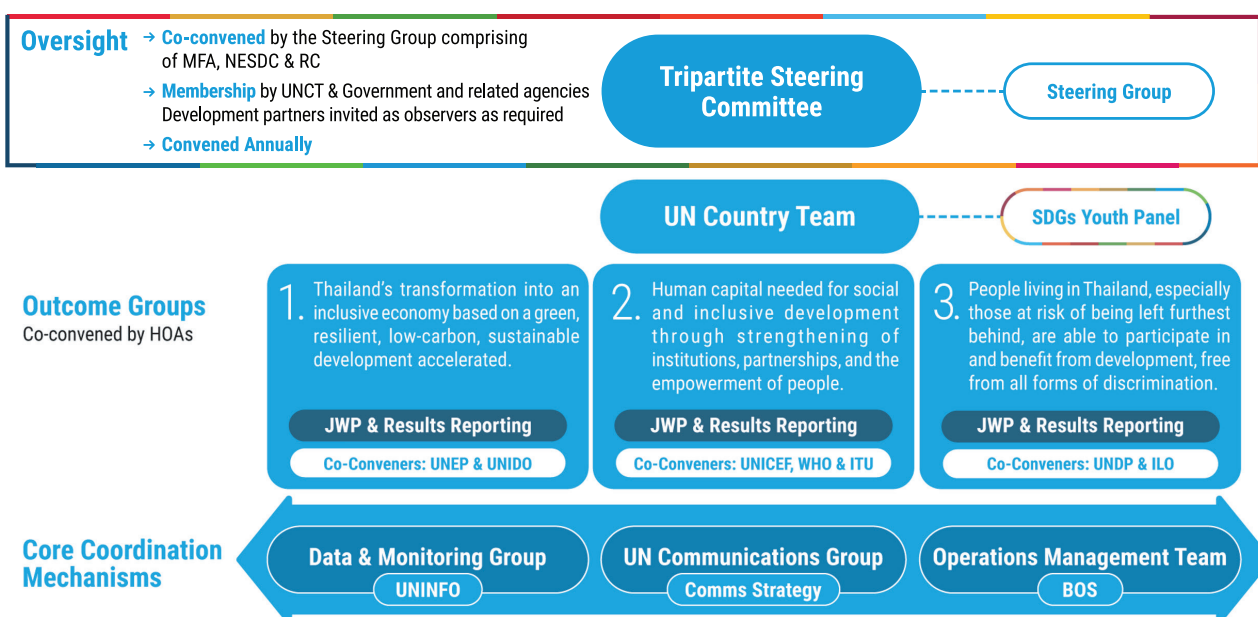 Oversight
→ Co-convened by the Steering Group comprising
of MFA, NESDC & RC
→ Membership by UNCT & Government and related agencies
Development partners invited as observers as required
→ Convened Annually
Tripartite Steering
Committee
Steering Group
UN Country Team
SDGs Youth Panel
Outcome Groups
Co-convened by HOAs
1. Thailand's transformation into an
inclusive economy based on a green,
resilient, low-carbon, sustainable
development accelerated.
JWP & Results Reporting
Co-Conveners: UNEP & UNIDO
2. Human capital needed for social
and inclusive development
through strengthening of
institutions, partnerships, and the
empowerment of people.
JWP & Results Reporting
Co-Conveners: UNICEF, WHO & ITU
3. People living in Thailand, especially
those at risk of being left furthest
behind, are able to participate in
and benefit from development, free
from all forms of discrimination.
JWP & Results Reporting
Co-Conveners: UNDP & ILO
Core Coordination
Mechanisms
Data & Monitoring Group
UNINFO
UN Communications Group
Comms Strategy
Operations Management Team
BOS